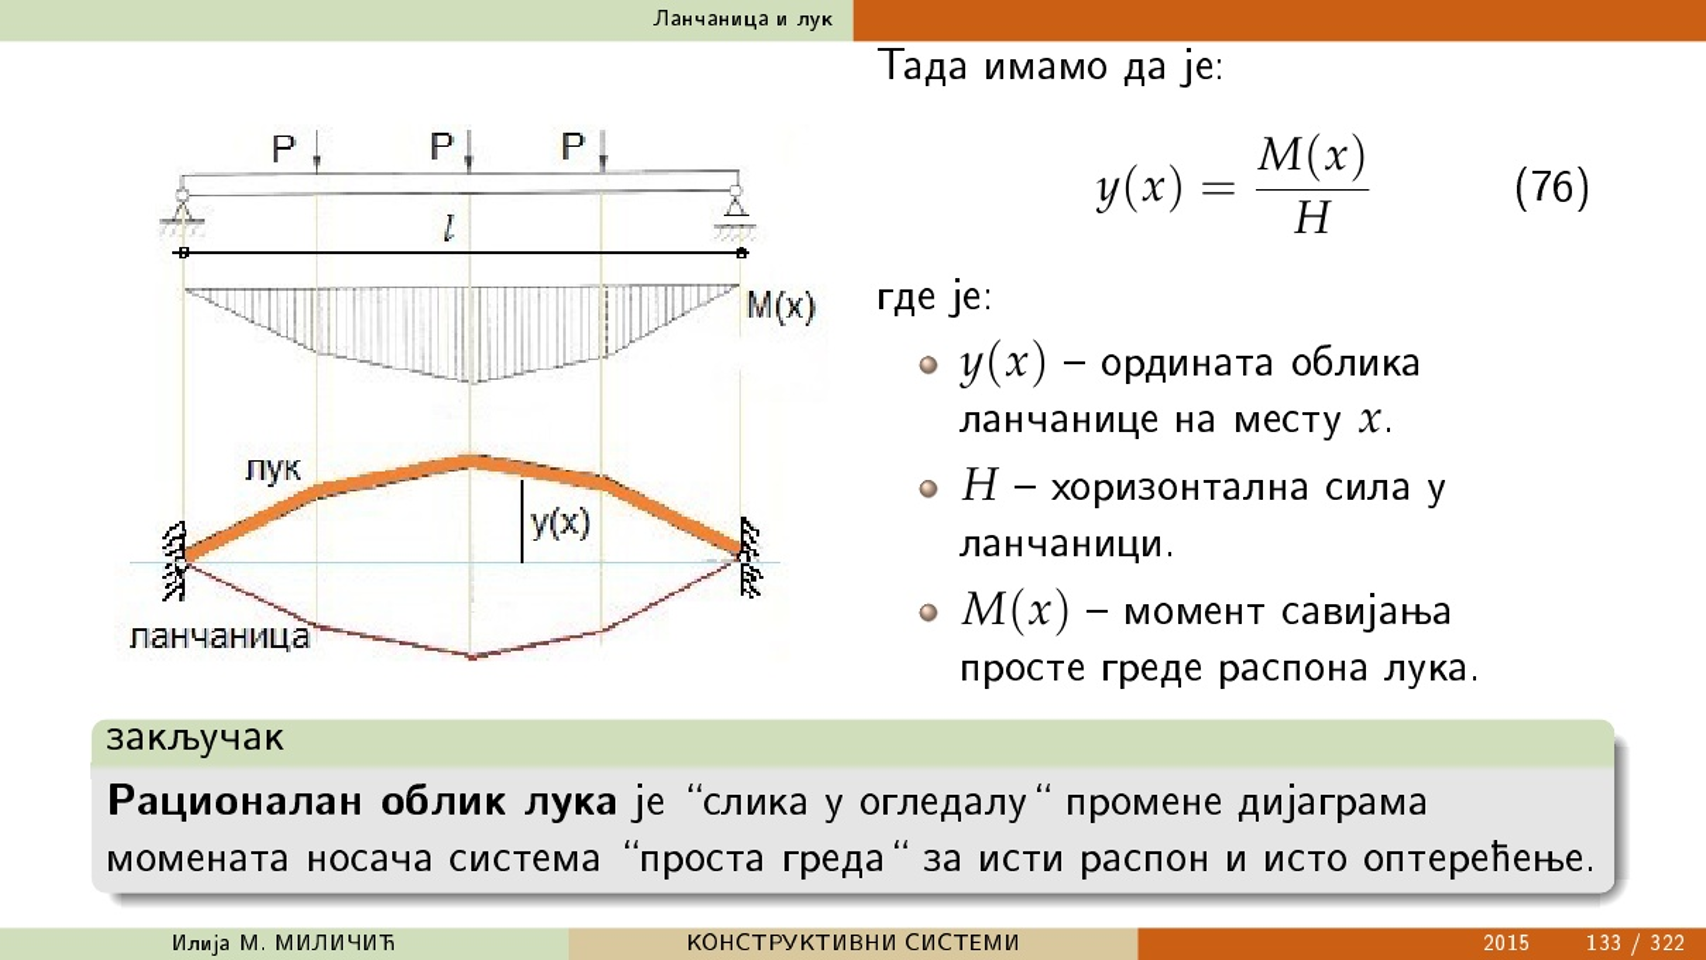 Ланчаница и лук
P P P
l
M(x)
лук
y(x)
ланчаница
Тада имамо да је:
y(x) = M(x) / H (76)
где је:
y(x) – ордината облика
ланчанице на месту x.
H – хоризонтална сила у
ланчаници.
M(x) – момент савијања
просте греде распона лука.
закључак
Рационалан облик лука је “слика у огледалу“ промене дијаграма
момената носача система “проста греда“ за исти распон и исто оптерећење.
Илија М. МИЛИЧИЋ КОНСТРУКТИВНИ СИСТЕМИ 2015 133 / 322